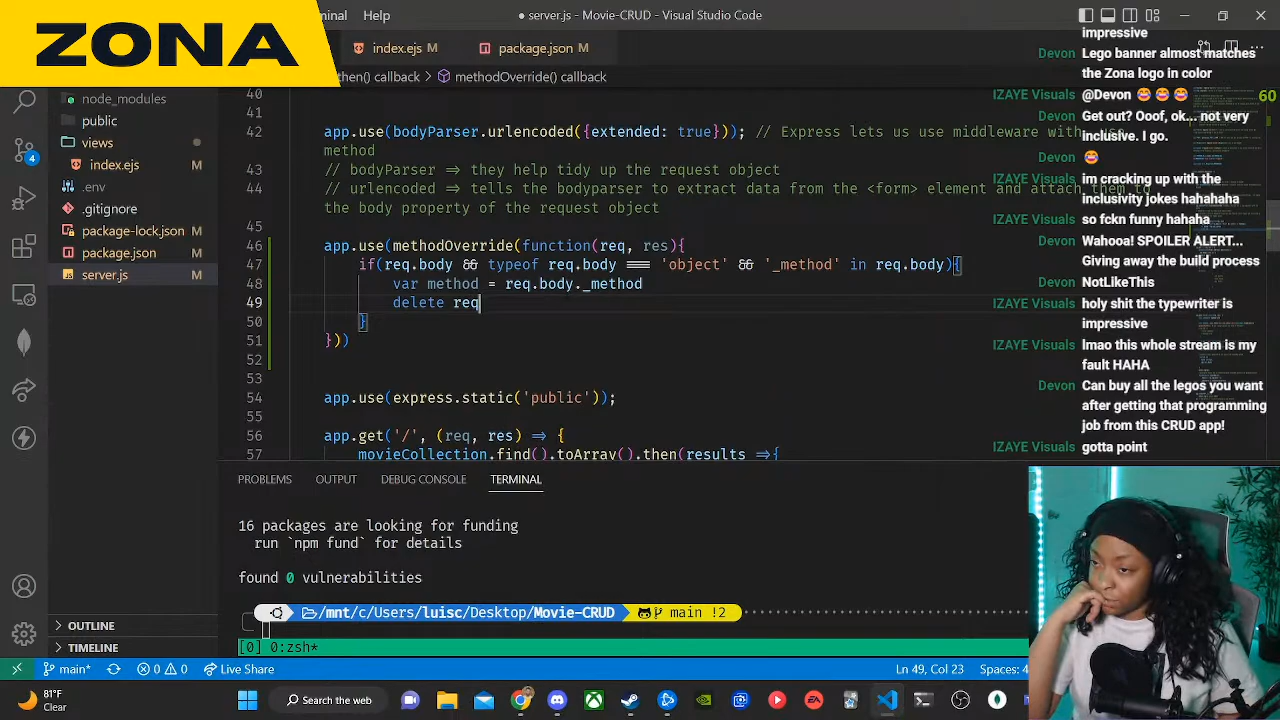 ZONA
minal Help
server.js - Movie-CRUD - Visual Studio Code
index.ejs M
package.json M
then() callback > methodOverride() callback
node_modules
public
views
index.ejs M
.env
.gitignore
package-lock.json M
package.json M
server.js M
4
OUTLINE
TIMELINE
40
41
42 app.use(bodyParser.urlencoded({extended: true})); // Express lets us use middleware with use
method
43 // bodyParser => the help tidy up the request object
44 // urlencoded => tells the bodyparser to extract data from the <form> element and attach them to
the body property of the request object
45
46 app.use(methodOverride(function(req, res){
47 if(req.body && typeof req.body === 'object' && '_method' in req.body){
48 var method = req.body._method
49 delete req
50 }
51 }))
52
53
54 app.use(express.static('public'));
55
56 app.get('/', (req, res) => {
57 movieCollection.find().toArray().then(results =>{
PROBLEMS OUTPUT DEBUG CONSOLE TERMINAL
16 packages are looking for funding
run `npm fund` for details
found 0 vulnerabilities
/mnt/c/Users/luisc/Desktop/Movie-CRUD main !2
[0] 0:zsh*
impressive
Devon Lego banner almost matches
the Zona logo in color
IZAYE Visuals @Devon 60
Devon Get out? Ooof, ok... not very
inclusive. I go.
Devon
IZAYE Visuals im cracking up with the
inclusivity jokes hahahaha
IZAYE Visuals so fckn funny hahaha
Devon Wahooa! SPOILER ALERT...
Giving away the build process
Devon NotLikeThis
IZAYE Visuals holy shit the typewriter is
impressive
IZAYE Visuals lmao this whole stream is my
fault HAHA
Devon Can buy all the legos you want
after getting that programming
job from this CRUD app!
IZAYE Visuals gotta point
main* 0 0 Live Share Ln 49, Col 23 Spaces: 4
81°F
Clear
Search the web
EA